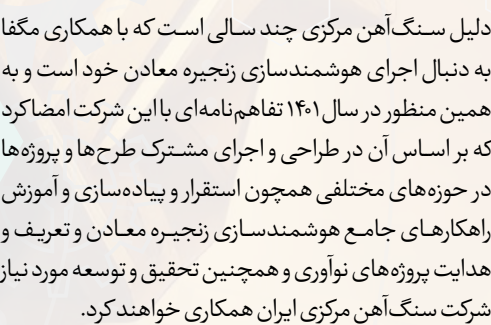 دلیل سنگ‌آهن مرکزی چند سالی است که با همکاری مگفا
به دنبال اجرای هوشمندسازی زنجیره معادن خود است و به
همین منظور در سال ۱۴۰۱ تفاهم‌نامه‌ای با این شرکت امضا کرد
که بر اساس آن در طراحی و اجرای مشترک طرح‌ها و پروژه‌ها
در حوزه‌های مختلفی همچون استقرار و پیاده‌سازی و آموزش
راهکارهای جامع هوشمندسازی زنجیره معادن و تعریف و
هدایت پروژه‌های نوآوری و همچنین تحقیق و توسعه مورد نیاز
شرکت سنگ‌آهن مرکزی ایران همکاری خواهند کرد.